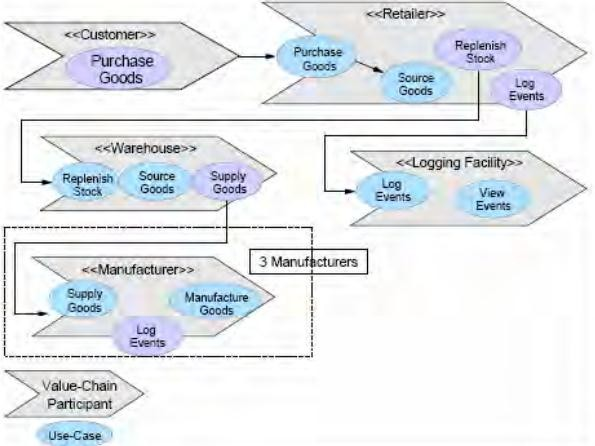 <<Customer>>
Purchase
Goods
<<Retailer>>
Purchase
Goods
Source
Goods
Replenish
Stock
Log
Events
<<Warehouse>>
Replenish
Stock
Source
Goods
Supply
Goods
<<Logging Facility>>
Log
Events
View
Events
3 Manufacturers
<<Manufacturer>>
Supply
Goods
Manufacture
Goods
Log
Events
Value-Chain
Participant
Use-Case